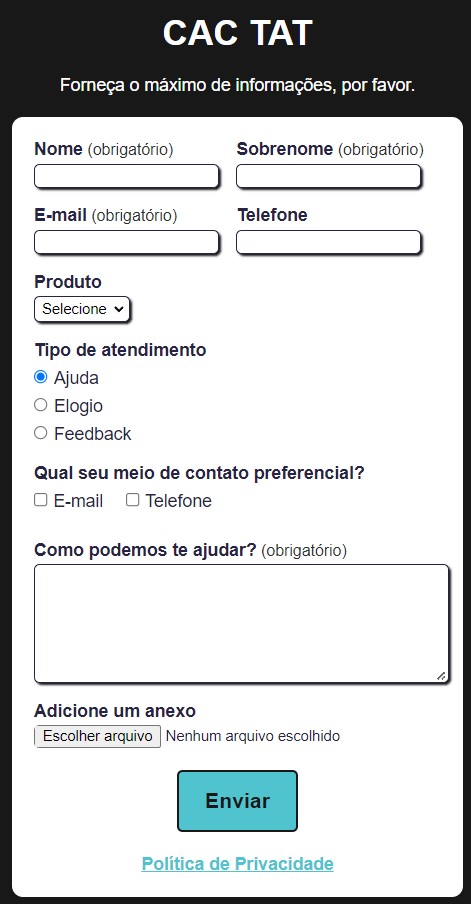 CAC TAT
Forneça o máximo de informações, por favor.
Nome (obrigatório) Sobrenome (obrigatório)
E-mail (obrigatório) Telefone
Produto
Selecione
Tipo de atendimento
Ajuda
Elogio
Feedback
Qual seu meio de contato preferencial?
E-mail Telefone
Como podemos te ajudar? (obrigatório)
Adicione um anexo
Escolher arquivo Nenhum arquivo escolhido
Enviar
Política de Privacidade